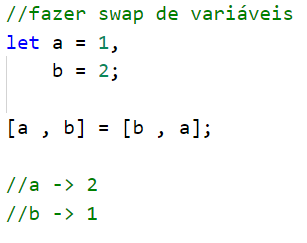 //fazer swap de variáveis
let a = 1,
    b = 2;
[a , b] = [b , a];
//a -> 2
//b -> 1